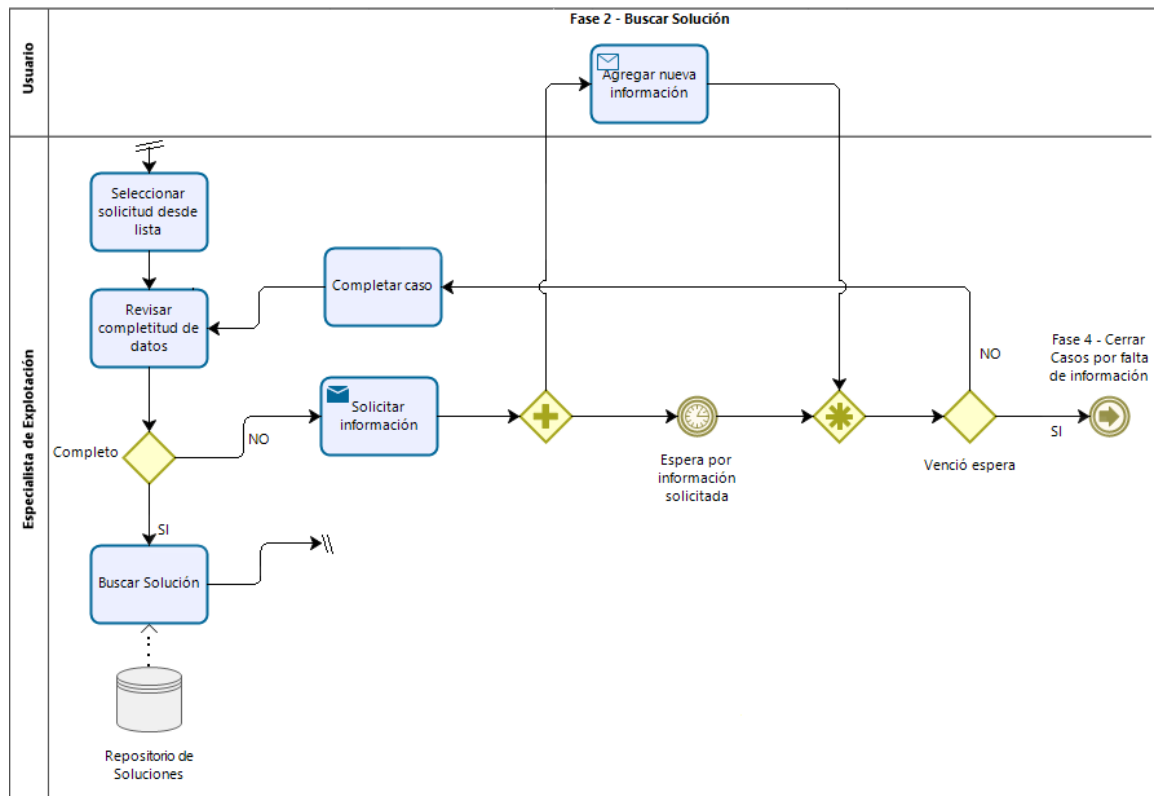 Fase 2 - Buscar Solución
Usuario
Agregar nueva
información
Especialista de Explotación
Seleccionar
solicitud desde
lista
Completar caso
Revisar
completitud de
datos
Fase 4 - Cerrar
Casos por falta
de información
NO
Solicitar
información
Completo
NO
SI
Espera por
información
solicitada
Venció espera
SI
Buscar Solución
Repositorio de
Soluciones